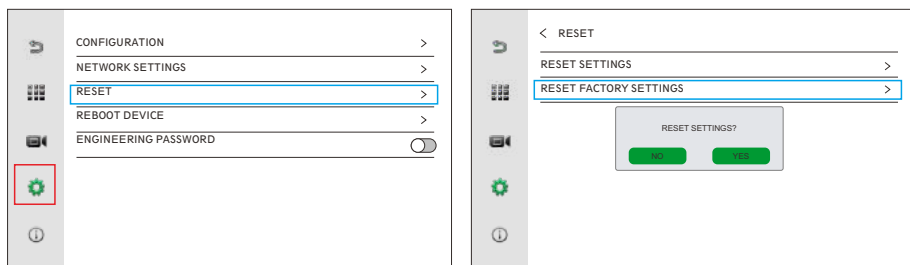 CONFIGURATION
NETWORK SETTINGS
RESET
REBOOT DEVICE
ENGINEERING PASSWORD
RESET
RESET SETTINGS
RESET FACTORY SETTINGS
RESET SETTINGS?
NO YES